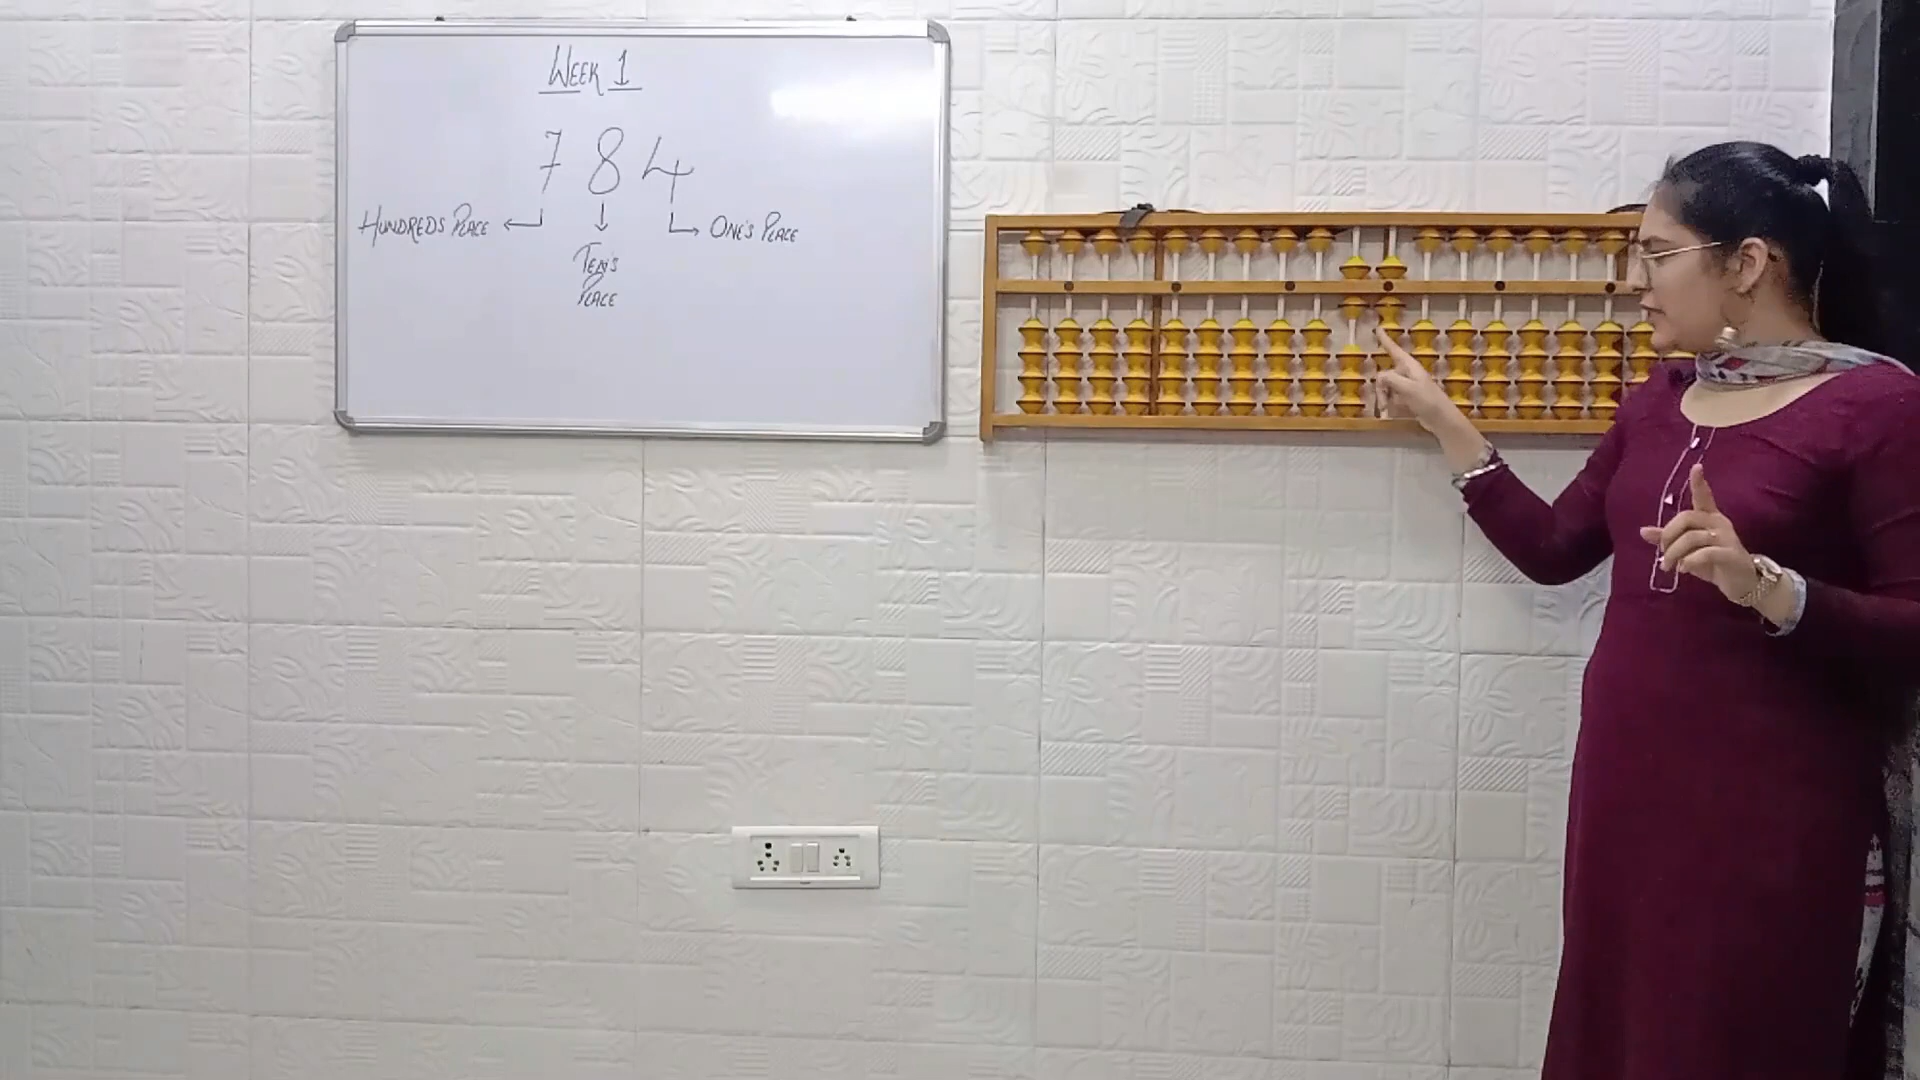 WEEK 1
7 8 4
HUNDREDS PLACE
ONE'S PLACE
TEN'S
PLACE